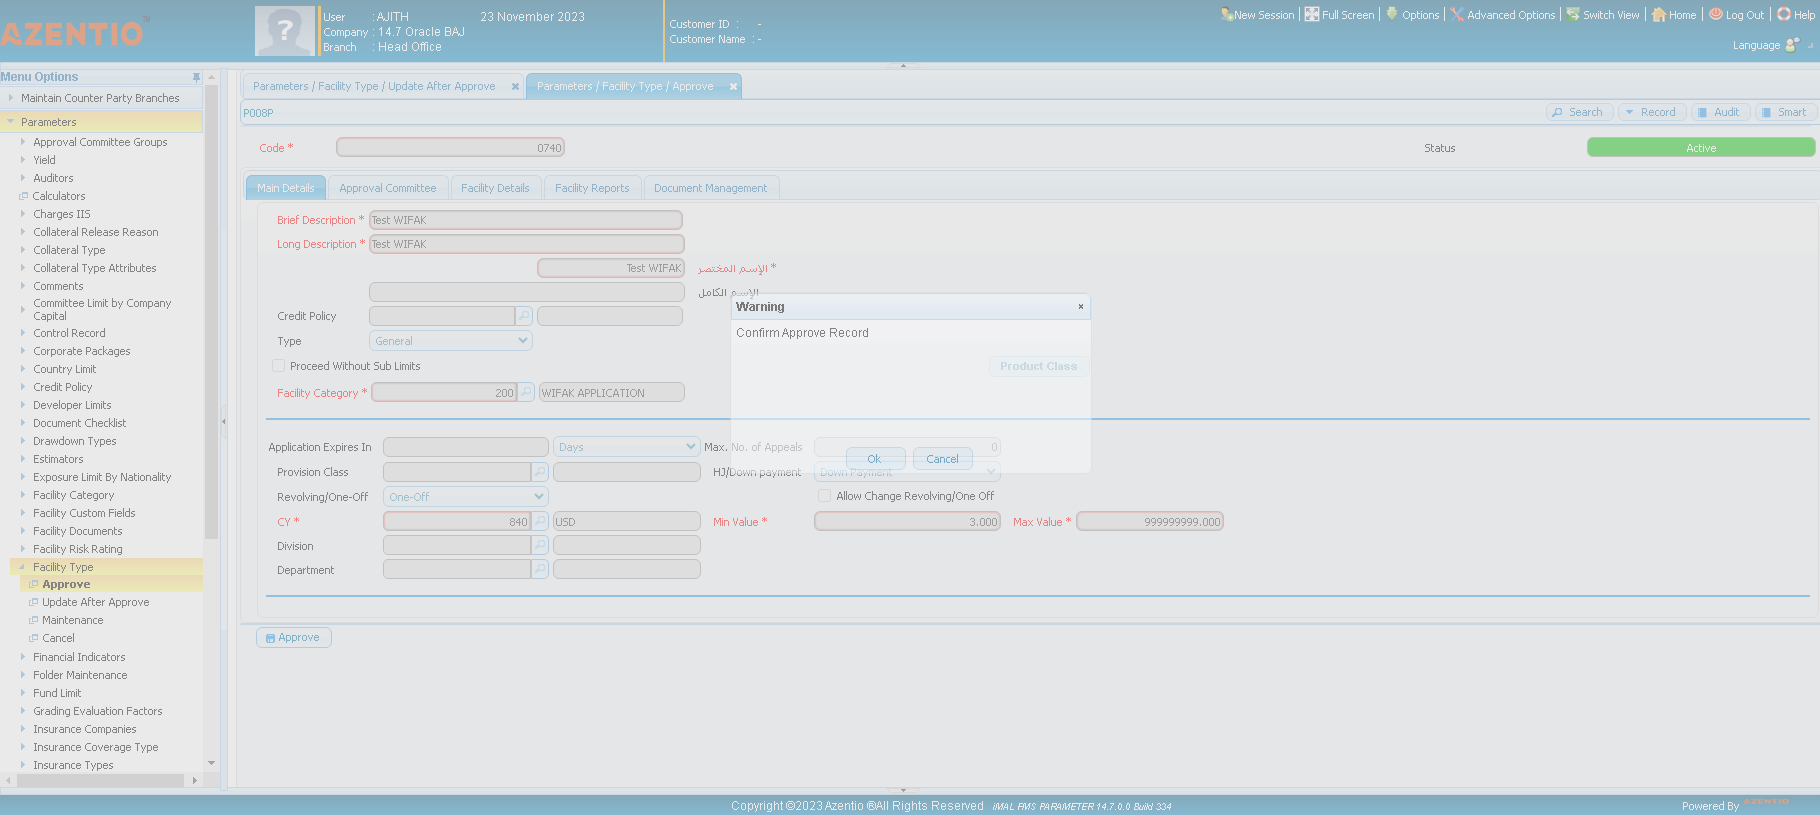 AZENTIO™
User : AJITH 23 November 2023
Company : 14.7 Oracle BAJ
Branch : Head Office
Customer ID : -
Customer Name : -
New Session Full Screen Options Advanced Options Switch View Home Log Out Help
Language
Menu Options
Maintain Counter Party Branches
Parameters
Approval Committee Groups
Yield
Auditors
Calculators
Charges IIS
Collateral Release Reason
Collateral Type
Collateral Type Attributes
Comments
Committee Limit by Company
Capital
Control Record
Corporate Packages
Country Limit
Credit Policy
Developer Limits
Document Checklist
Drawdown Types
Estimators
Exposure Limit By Nationality
Facility Category
Facility Custom Fields
Facility Documents
Facility Risk Rating
Facility Type
Approve
Update After Approve
Maintenance
Cancel
Financial Indicators
Folder Maintenance
Fund Limit
Grading Evaluation Factors
Insurance Companies
Insurance Coverage Type
Insurance Types
Parameters / Facility Type / Update After Approve Parameters / Facility Type / Approve
P008P
Search Record Audit Smart
Code * 0740 Status Active
Main Details Approval Committee Facility Details Facility Reports Document Management
Brief Description * Test WIFAK
Long Description * Test WIFAK
Test WIFAK الإسم المختصر *
الإسم الكامل
Credit Policy
Type General
Proceed Without Sub Limits
Product Class
Facility Category * 200 WIFAK APPLICATION
Warning
Confirm Approve Record
Ok Cancel
Application Expires In Days Max. No. of Appeals 0
Provision Class HJ/Down payment Down Payment
Revolving/One-Off One-Off Allow Change Revolving/One Off
CY * 840 USD Min Value * 3.000 Max Value * 999999999.000
Division
Department
Approve
Copyright ©2023 Azentio ®All Rights Reserved iMAL PMS PARAMETER 14.7.0.0 Build 334
Powered By AZENTIO